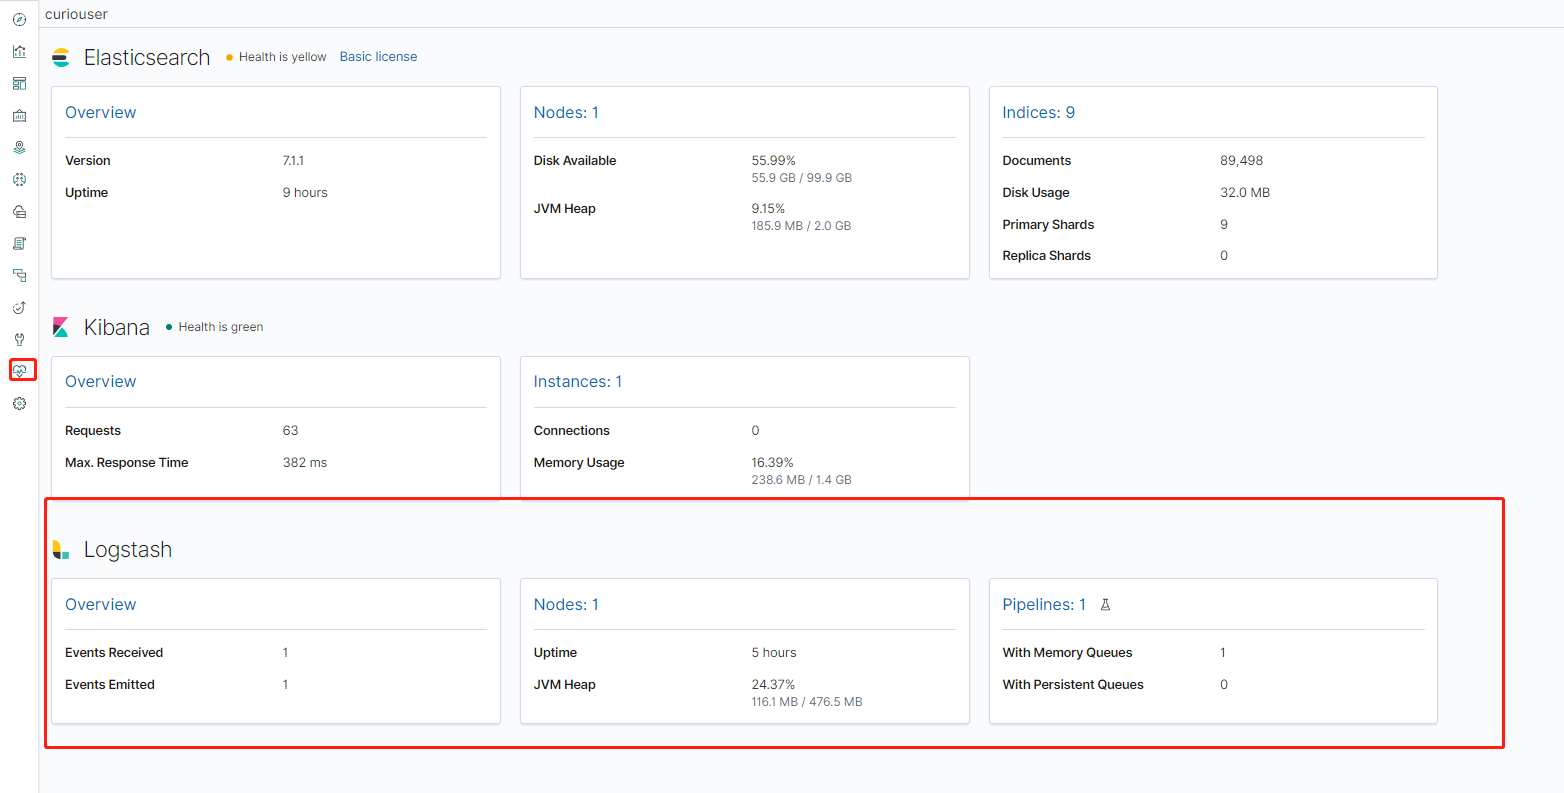 curiouser
Elasticsearch Health is yellow Basic license
Overview
Version 7.1.1
Uptime 9 hours
Nodes: 1
Disk Available 55.99%
55.9 GB / 99.9 GB
JVM Heap 9.15%
185.9 MB / 2.0 GB
Indices: 9
Documents 89,498
Disk Usage 32.0 MB
Primary Shards 9
Replica Shards 0
Kibana Health is green
Overview
Requests 63
Max. Response Time 382 ms
Instances: 1
Connections 0
Memory Usage 16.39%
238.6 MB / 1.4 GB
Logstash
Overview
Events Received 1
Events Emitted 1
Nodes: 1
Uptime 5 hours
JVM Heap 24.37%
116.1 MB / 476.5 MB
Pipelines: 1
With Memory Queues 1
With Persistent Queues 0